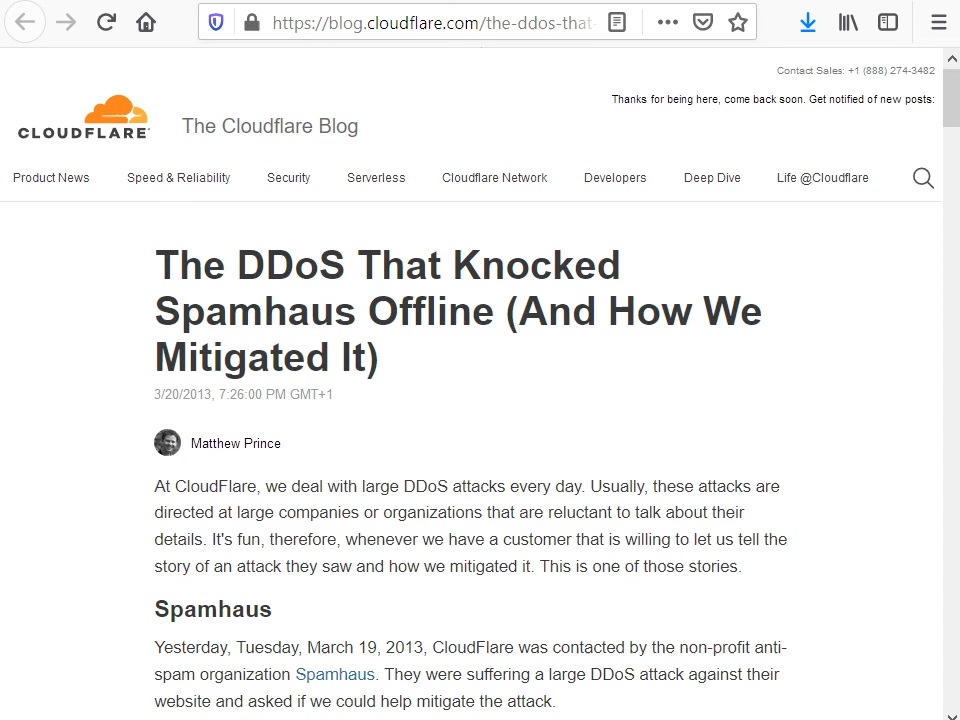 https://blog.cloudflare.com/the-ddos-that-
Contact Sales: +1 (888) 274-3482
Thanks for being here, come back soon. Get notified of new posts:
CLOUDFLARE
The Cloudflare Blog
Product News Speed & Reliability Security Serverless Cloudflare Network Developers Deep Dive Life @Cloudflare
The DDoS That Knocked
Spamhaus Offline (And How We
Mitigated It)
3/20/2013, 7:26:00 PM GMT+1
Matthew Prince
At CloudFlare, we deal with large DDoS attacks every day. Usually, these attacks are
directed at large companies or organizations that are reluctant to talk about their
details. It's fun, therefore, whenever we have a customer that is willing to let us tell the
story of an attack they saw and how we mitigated it. This is one of those stories.
Spamhaus
Yesterday, Tuesday, March 19, 2013, CloudFlare was contacted by the non-profit anti-
spam organization Spamhaus. They were suffering a large DDoS attack against their
website and asked if we could help mitigate the attack.